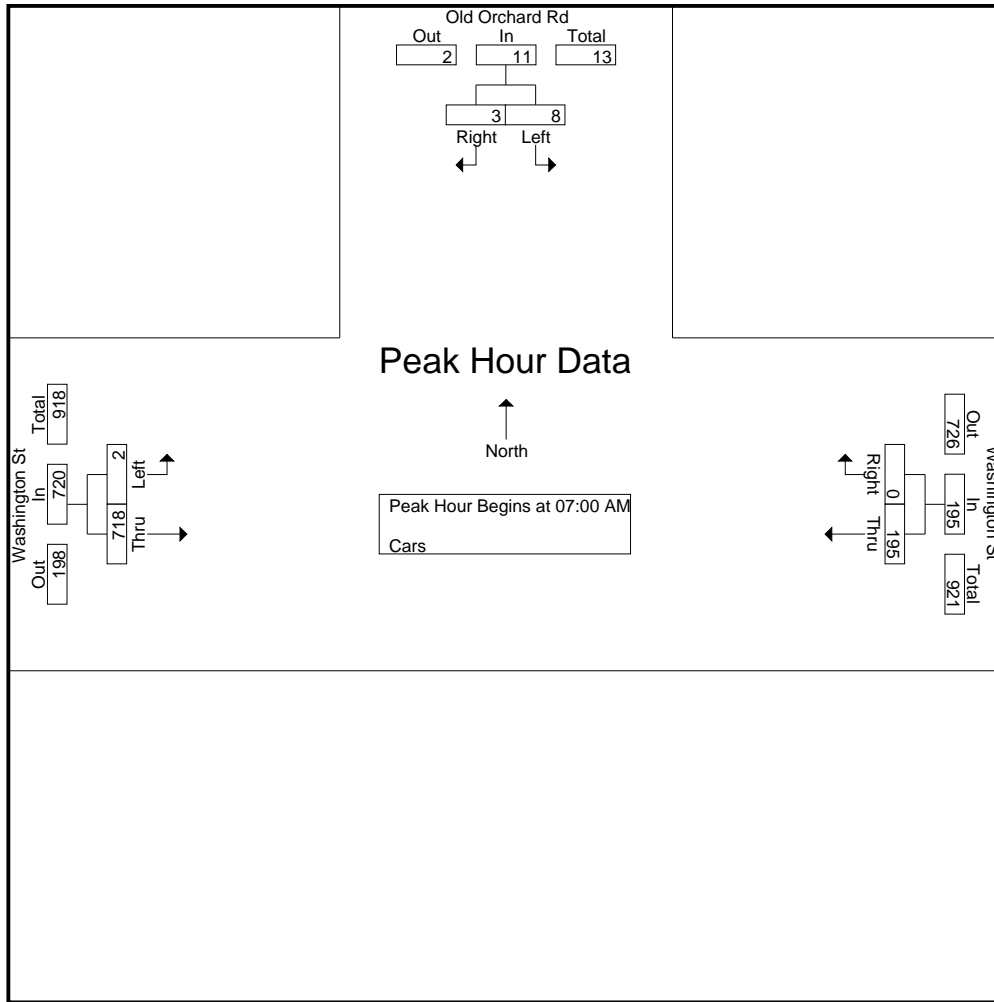 Old Orchard Rd
Out In Total
2 11 13
3 8
Right Left
Peak Hour Data
North
Peak Hour Begins at 07:00 AM
Cars
Washington St
Total In Out
918 720 198
2 718
Left Thru
Washington St
Out In Total
726 195 921
0 195
Right Thru